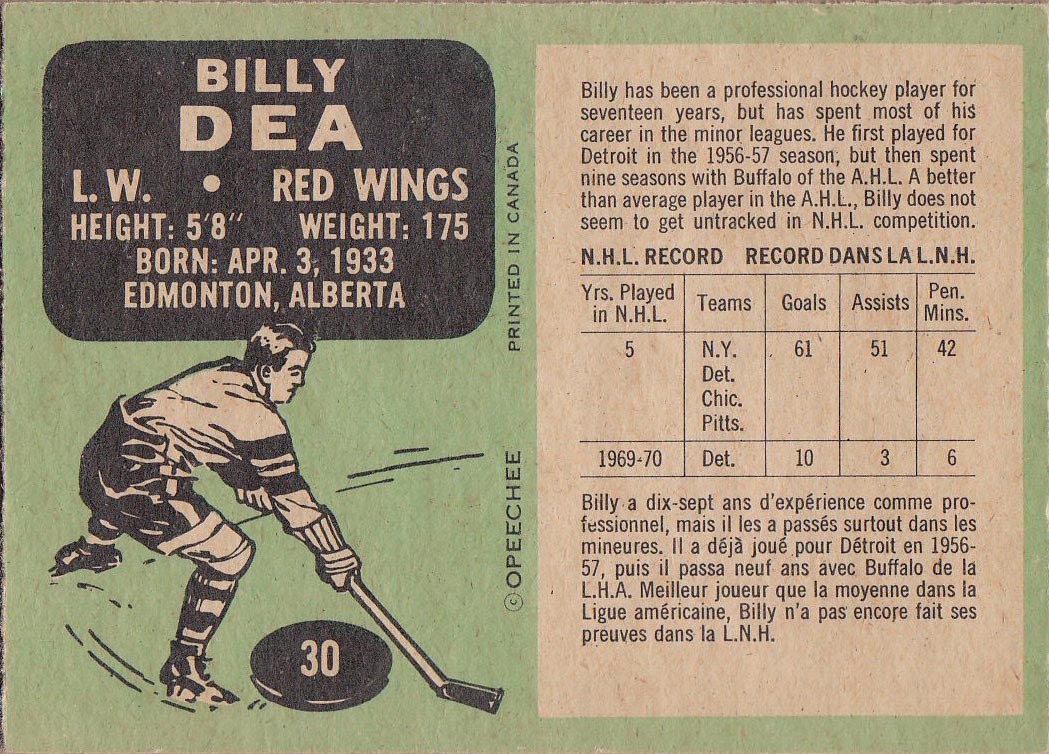 BILLY
DEA
L.W. • RED WINGS
HEIGHT: 5'8" WEIGHT: 175
BORN: APR. 3, 1933
EDMONTON, ALBERTA
PRINTED IN CANADA
©OPEECHEE
30
Billy has been a professional hockey player for
seventeen years, but has spent most of his
career in the minor leagues. He first played for
Detroit in the 1956-57 season, but then spent
nine seasons with Buffalo of the A.H.L. A better
than average player in the A.H.L., Billy does not
seem to get untracked in N.H.L. competition.
N.H.L. RECORD RECORD DANS LA L.N.H.
Yrs. Played in N.H.L. Teams Goals Assists Pen. Mins.
5 N.Y. 61 51 42
Det.
Chic.
Pitts.
1969-70 Det. 10 3 6
Billy a dix-sept ans d'expérience comme pro-
fessionnel, mais il les a passés surtout dans les
mineures. Il a déjà joué pour Détroit en 1956-
57, puis il passa neuf ans avec Buffalo de la
L.H.A. Meilleur joueur que la moyenne dans la
Ligue américaine, Billy n'a pas encore fait ses
preuves dans la L.N.H.